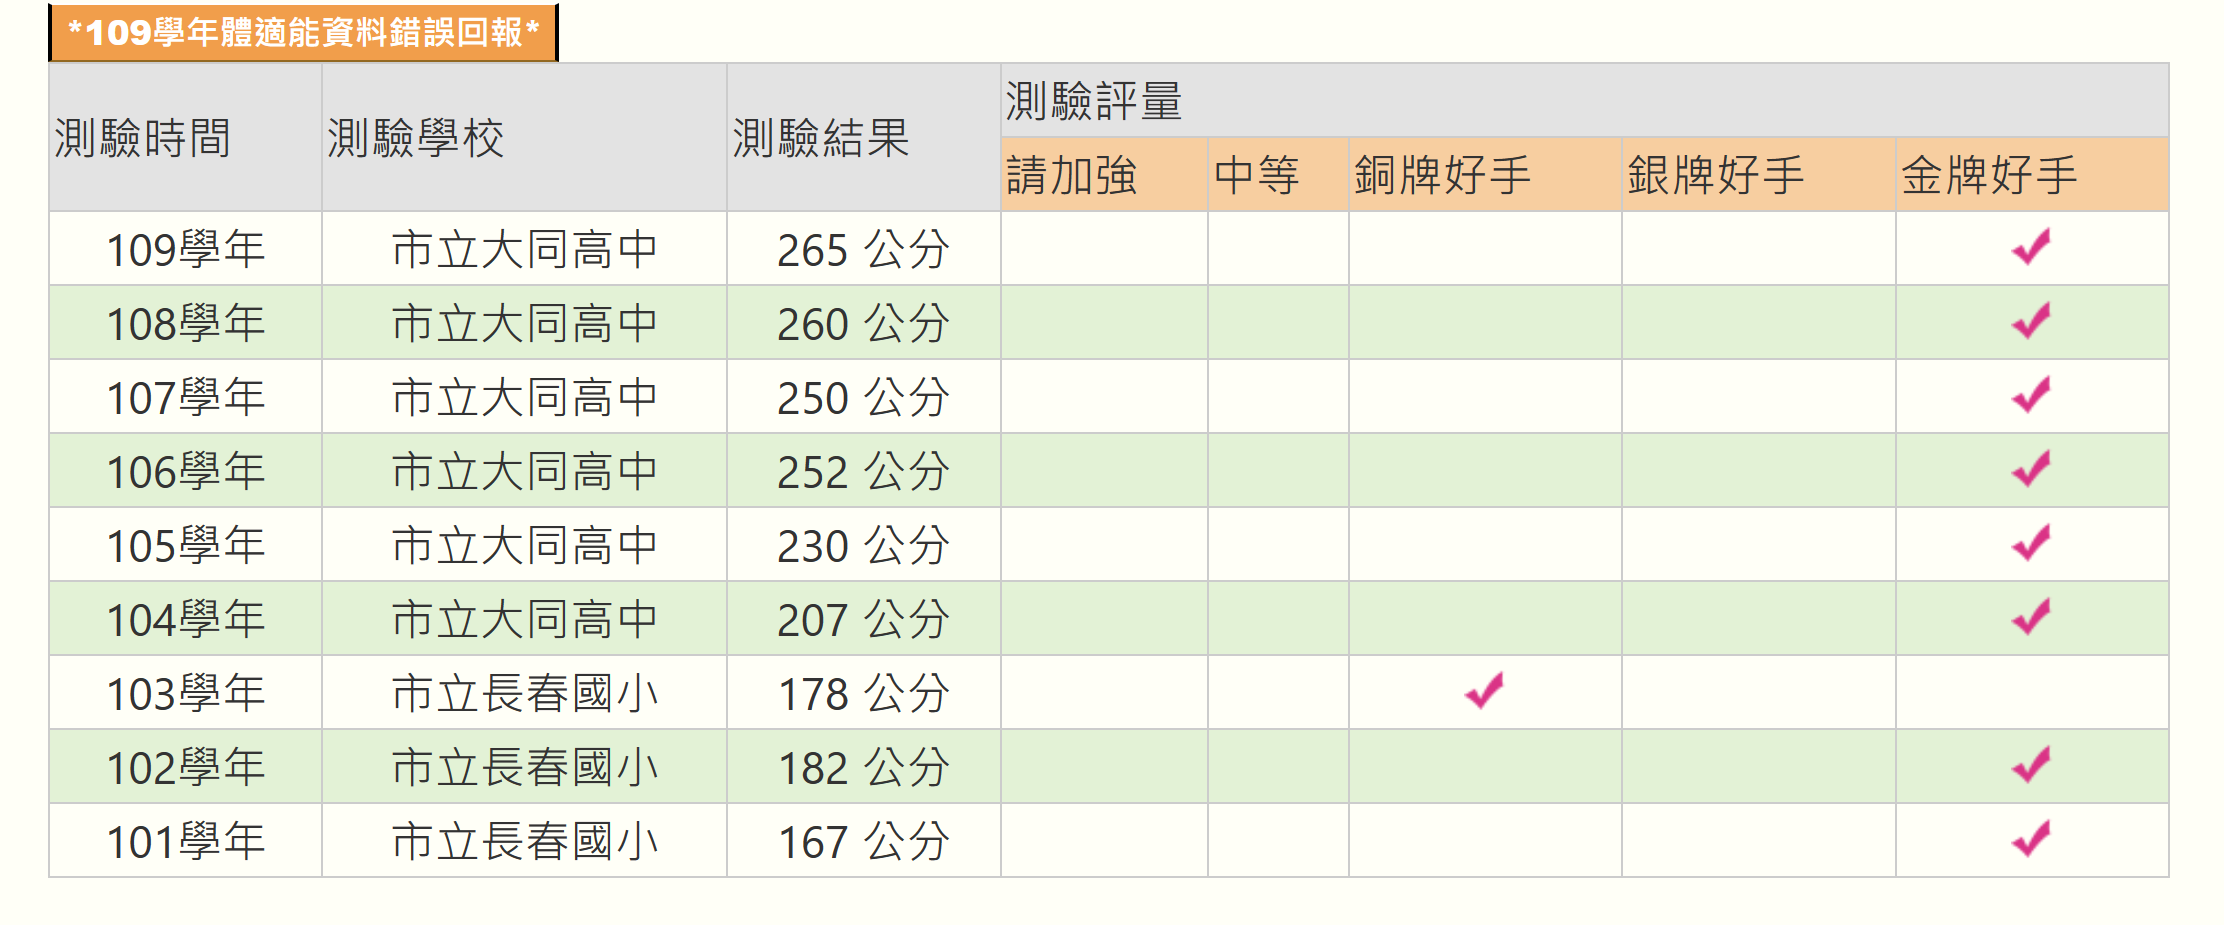 *109學年體適能資料錯誤回報*
測驗時間 測驗學校 測驗結果 測驗評量
請加強 中等 銅牌好手 銀牌好手 金牌好手
109學年 市立大同高中 265 公分
108學年 市立大同高中 260 公分
107學年 市立大同高中 250 公分
106學年 市立大同高中 252 公分
105學年 市立大同高中 230 公分
104學年 市立大同高中 207 公分
103學年 市立長春國小 178 公分
102學年 市立長春國小 182 公分
101學年 市立長春國小 167 公分